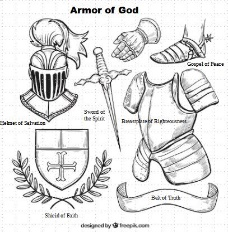 Armor of God
Gospel of Peace
Helmet of Salvation
Sword of
the Spirit
Breastplate of Righteousness
Belt of Truth
Shield of Faith
designed by freepik.com